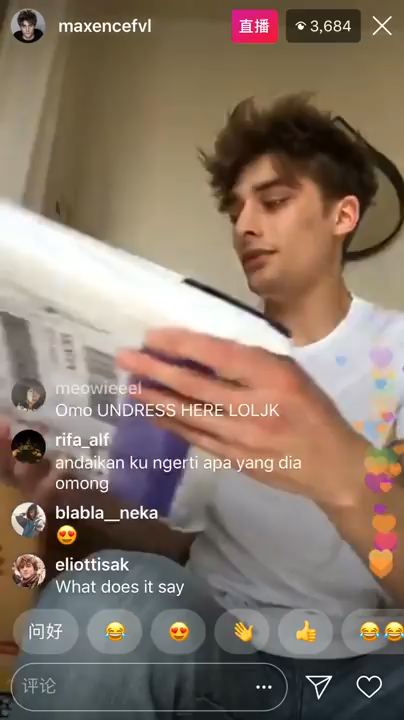 maxencefvl
直播
3,684
meowieeel
Omo UNDRESS HERE LOLJK
rifa_alf
andaikan ku ngerti apa yang dia
omong
blabla__neka
😍
eliottisak
What does it say
问好
😂
😍
👋
👍
😂😂
评论